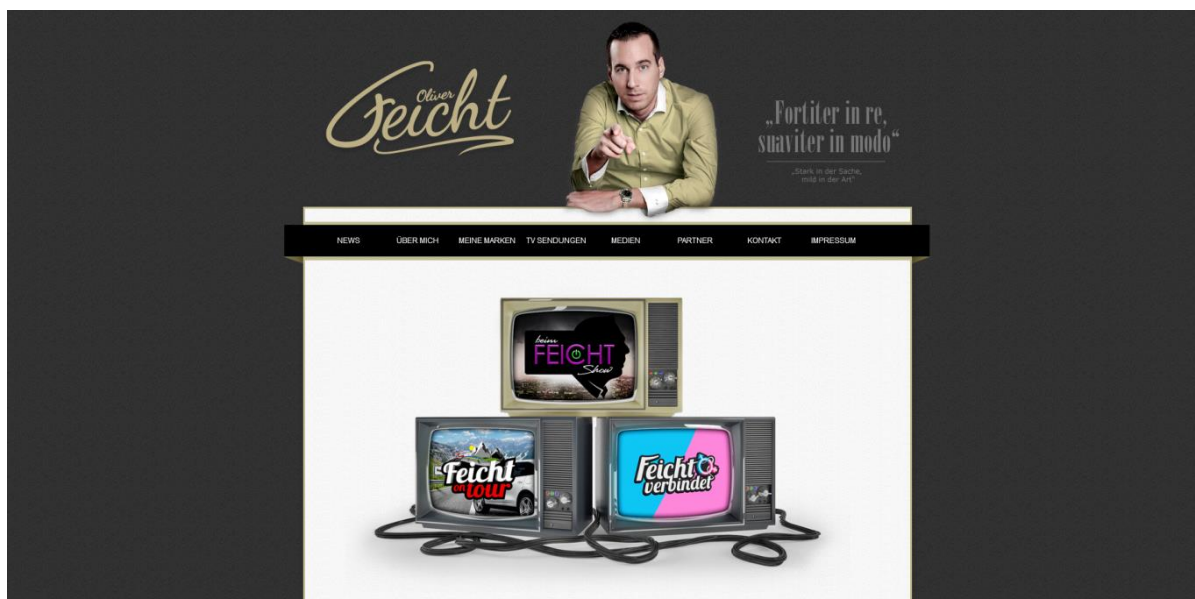 Oliver
Feicht
„Fortiter in re,
suaviter in modo“
„Stark in der Sache,
mild in der Art“
NEWS ÜBER MICH MEINE MARKEN TV SENDUNGEN MEDIEN PARTNER KONTAKT IMPRESSUM
beim
FEICHT
Show
Feicht
on tour
Feicht
verbindet